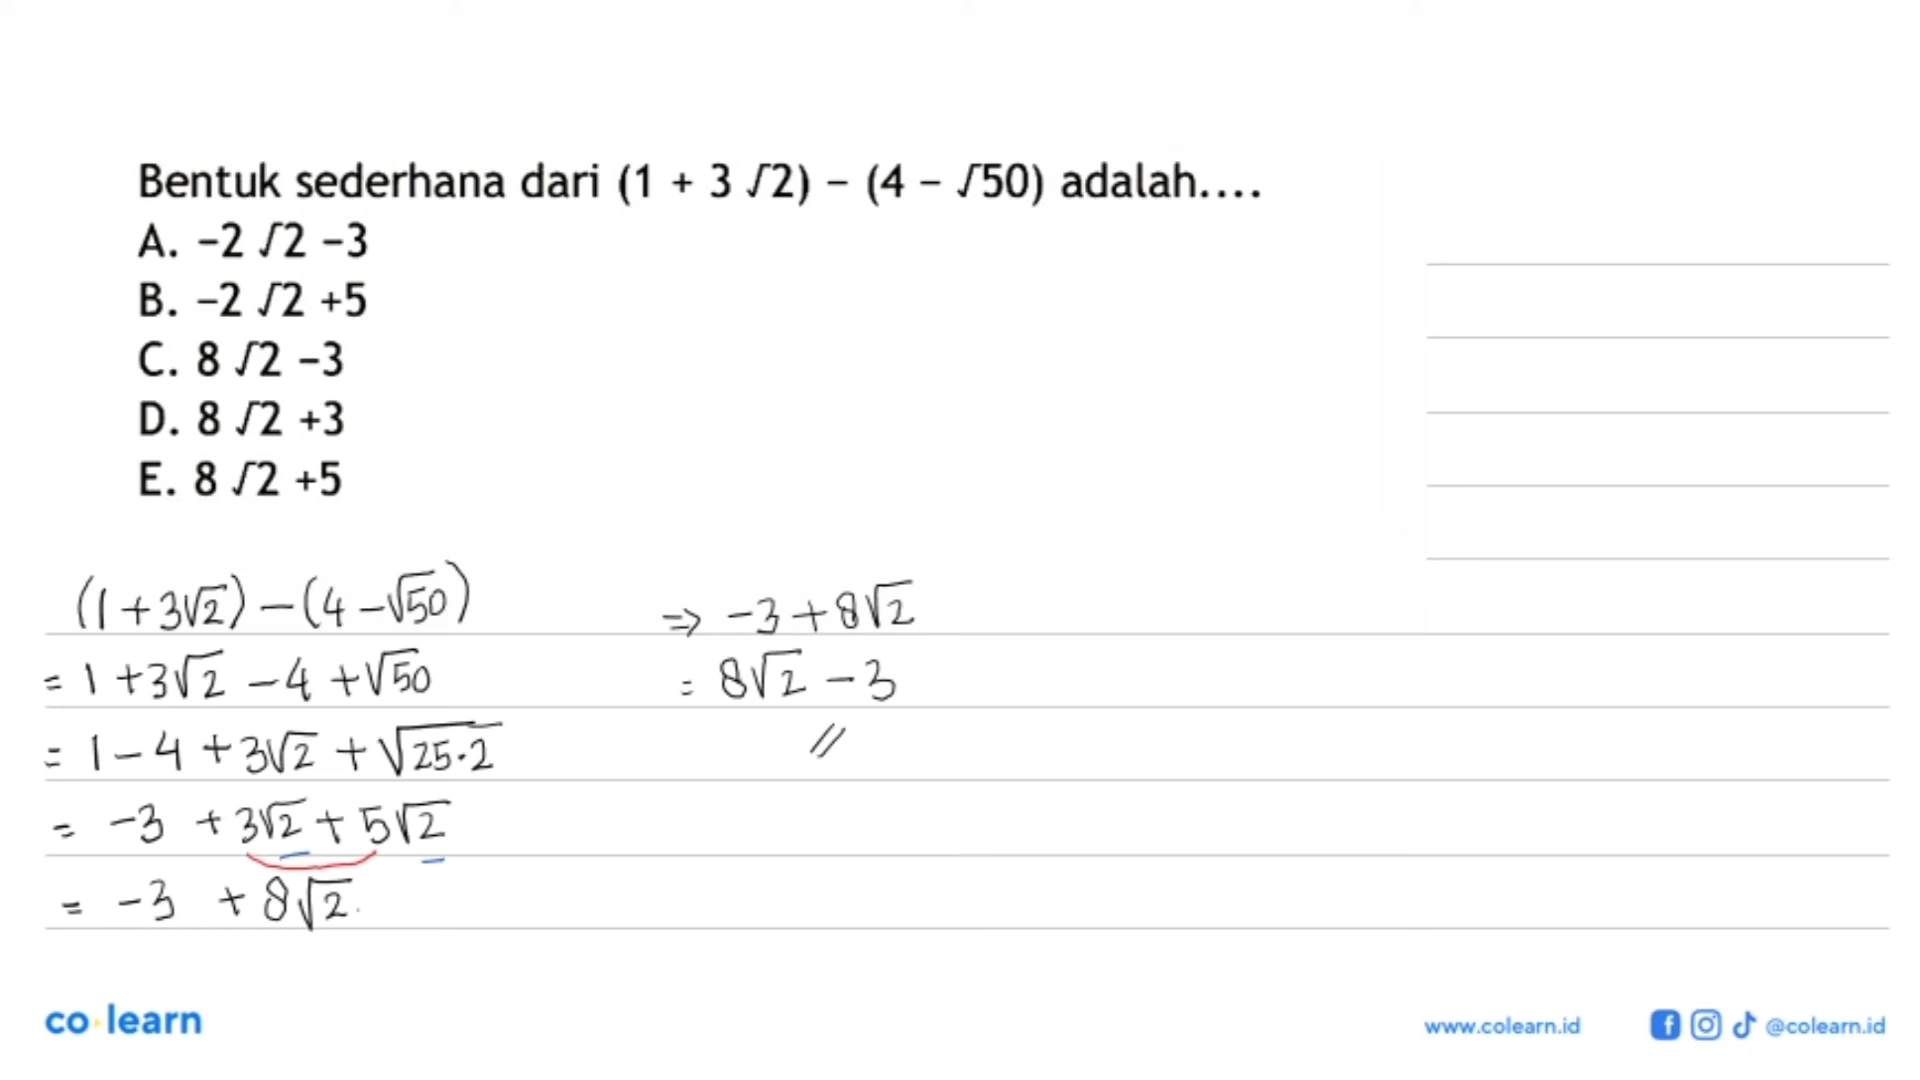 Bentuk sederhana dari (1 + 3 √2) − (4 − √50) adalah....
A. −2 √2 −3
B. −2 √2 +5
C. 8 √2 −3
D. 8 √2 +3
E. 8 √2 +5
(1+3√2) − (4−√50)
= 1 + 3√2 − 4 + √50
= 1 − 4 + 3√2 + √25·2
= −3 + 3√2 + 5√2
= −3 + 8√2.
⇒ −3 + 8√2
= 8√2 − 3
//
co·learn
www.colearn.id
@colearn.id